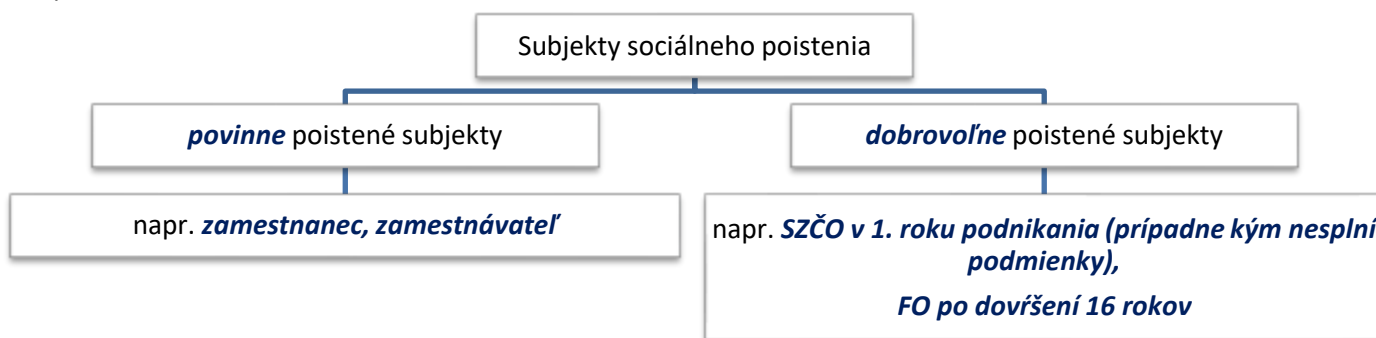 Subjekty sociálneho poistenia
povinne poistené subjekty
dobrovoľne poistené subjekty
napr. zamestnanec, zamestnávateľ
napr. SZČO v 1. roku podnikania (prípadne kým nesplní
podmienky),
FO po dovŕšení 16 rokov